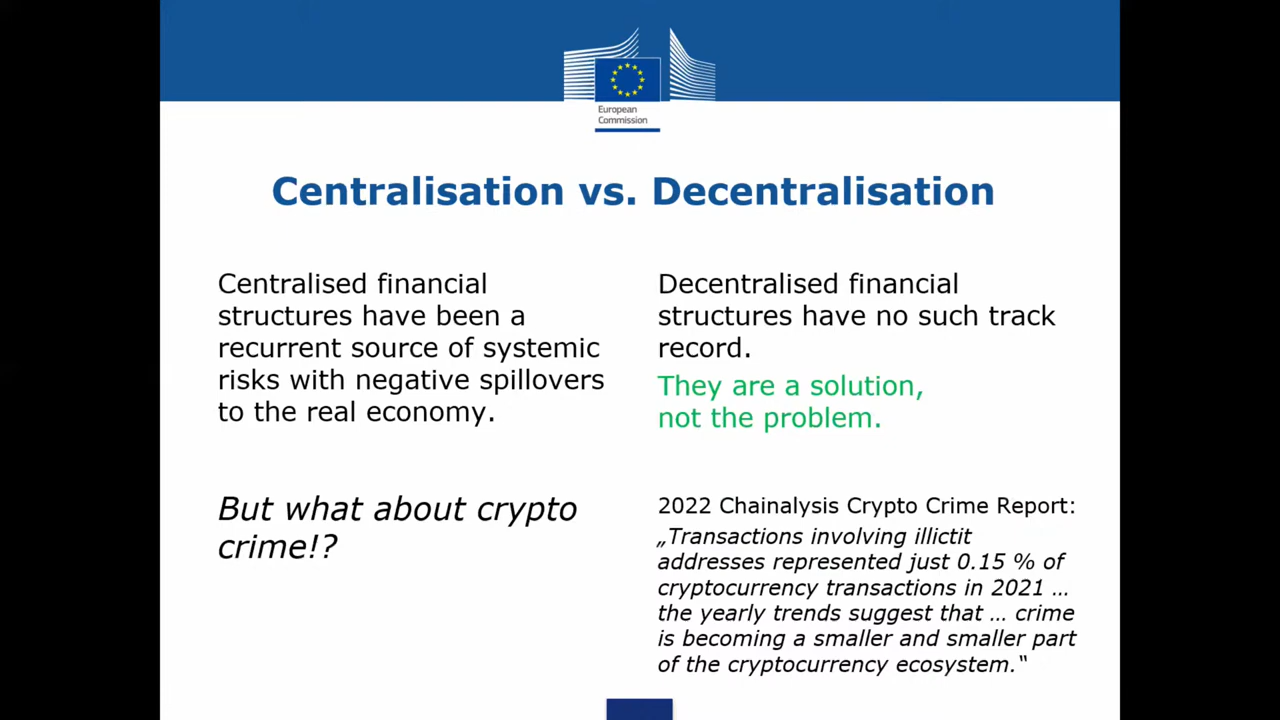 European
Commission
Centralisation vs. Decentralisation
Centralised financial
structures have been a
recurrent source of systemic
risks with negative spillovers
to the real economy.
Decentralised financial
structures have no such track
record.
They are a solution,
not the problem.
But what about crypto
crime!?
2022 Chainalysis Crypto Crime Report:
„Transactions involving illictit
addresses represented just 0.15 % of
cryptocurrency transactions in 2021 …
the yearly trends suggest that … crime
is becoming a smaller and smaller part
of the cryptocurrency ecosystem.“